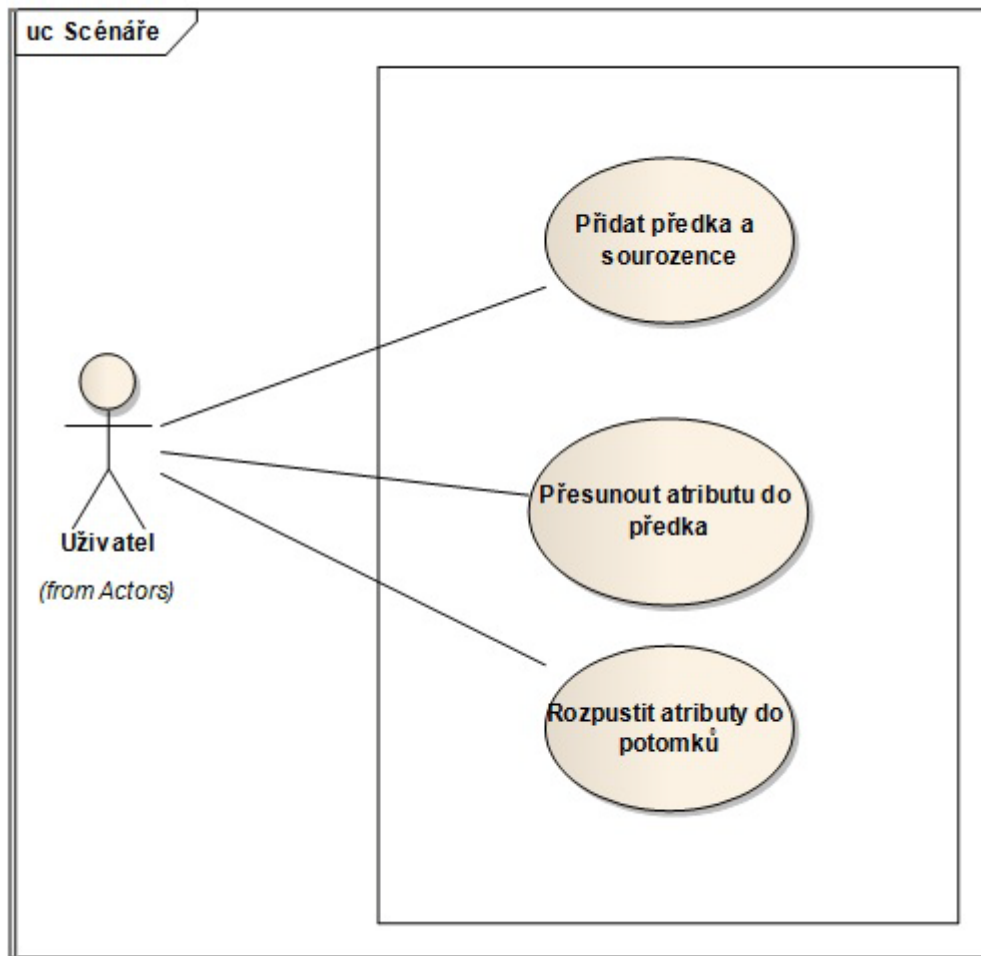 uc Scénáře
Přidat předka a
sourozence
Přesunout atributu do
předka
Uživatel
(from Actors)
Rozpustit atributy do
potomků